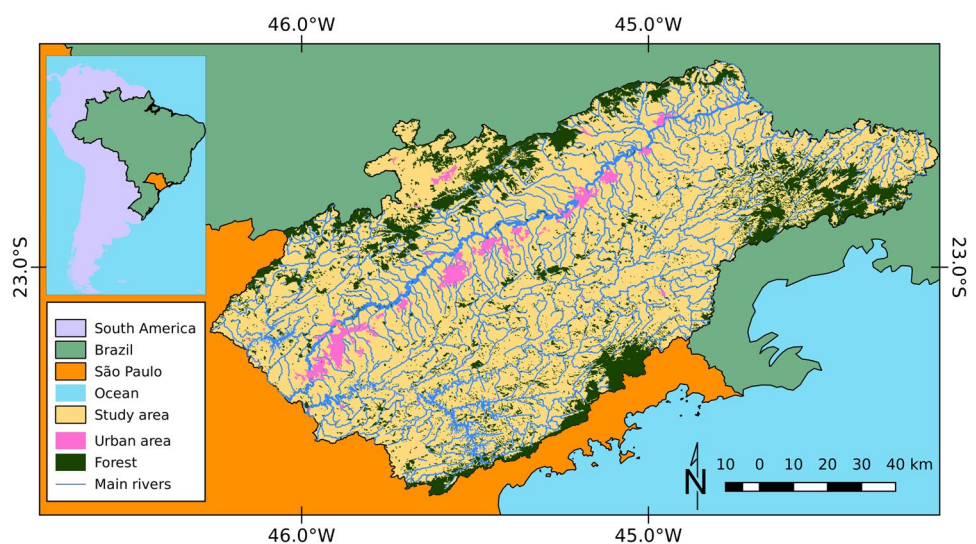 46.0°W
45.0°W
23.0°S
23.0°S
South America
Brazil
São Paulo
Ocean
Study area
Urban area
Forest
Main rivers
N
10 0 10 20 30 40 km
46.0°W
45.0°W